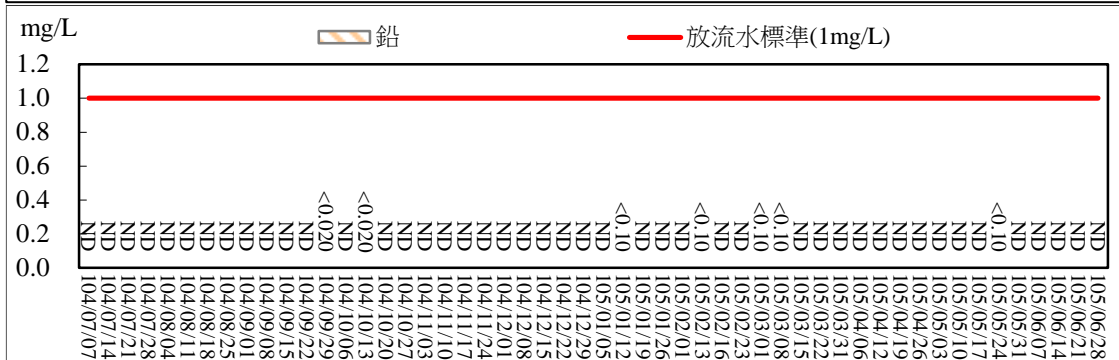 mg/L
鉛
放流水標準(1mg/L)
1.2
1.0
0.8
0.6
0.4
0.2
0.0
ND
ND
ND
ND
ND
ND
ND
ND
ND
ND
ND
ND
<0.020
ND
<0.020
ND
ND
ND
ND
ND
ND
ND
ND
ND
ND
ND
ND
<0.10
ND
ND
ND
<0.10
ND
ND
<0.10
<0.10
ND
ND
ND
ND
ND
ND
ND
ND
ND
ND
<0.10
ND
ND
ND
ND
ND
104/07/07
104/07/14
104/07/21
104/07/28
104/08/04
104/08/11
104/08/18
104/08/25
104/09/01
104/09/08
104/09/15
104/09/22
104/09/29
104/10/06
104/10/13
104/10/20
104/10/27
104/11/03
104/11/10
104/11/17
104/11/24
104/12/01
104/12/08
104/12/15
104/12/22
104/12/29
105/01/05
105/01/12
105/01/19
105/01/26
105/02/01
105/02/13
105/02/16
105/02/23
105/03/01
105/03/08
105/03/15
105/03/22
105/03/31
105/04/06
105/04/12
105/04/19
105/04/26
105/05/03
105/05/10
105/05/17
105/05/24
105/05/31
105/06/07
105/06/14
105/06/21
105/06/28